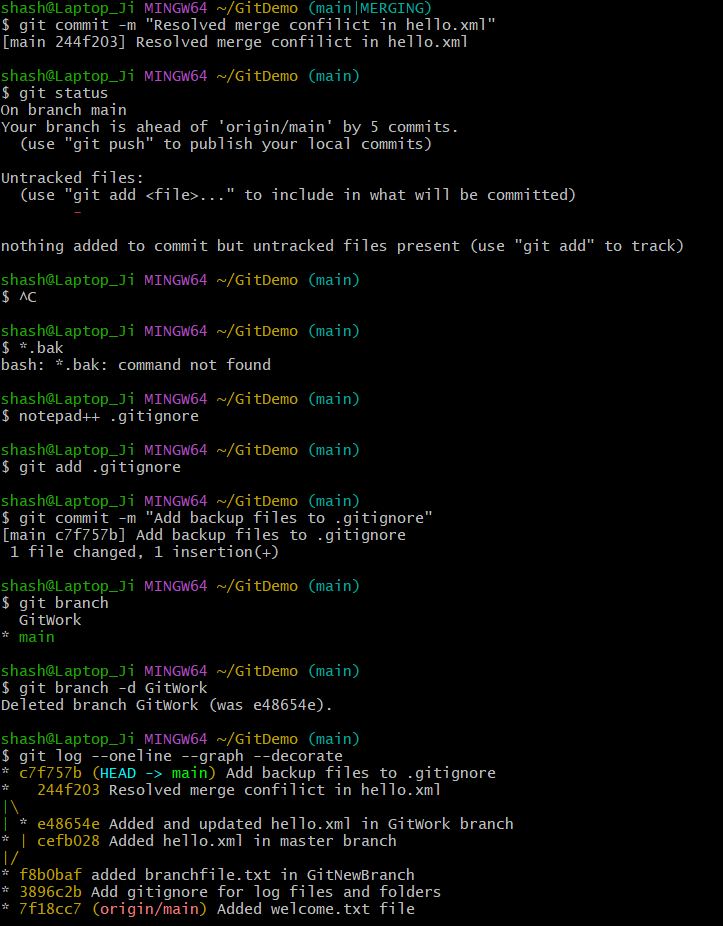 shash@Laptop_Ji MINGW64 ~/GitDemo (main|MERGING)
$ git commit -m "Resolved merge confilict in hello.xml"
[main 244f203] Resolved merge confilict in hello.xml
shash@Laptop_Ji MINGW64 ~/GitDemo (main)
$ git status
On branch main
Your branch is ahead of 'origin/main' by 5 commits.
  (use "git push" to publish your local commits)
Untracked files:
  (use "git add <file>..." to include in what will be committed)
        -
nothing added to commit but untracked files present (use "git add" to track)
shash@Laptop_Ji MINGW64 ~/GitDemo (main)
$ ^C
shash@Laptop_Ji MINGW64 ~/GitDemo (main)
$ *.bak
bash: *.bak: command not found
shash@Laptop_Ji MINGW64 ~/GitDemo (main)
$ notepad++ .gitignore
shash@Laptop_Ji MINGW64 ~/GitDemo (main)
$ git add .gitignore
shash@Laptop_Ji MINGW64 ~/GitDemo (main)
$ git commit -m "Add backup files to .gitignore"
[main c7f757b] Add backup files to .gitignore
 1 file changed, 1 insertion(+)
shash@Laptop_Ji MINGW64 ~/GitDemo (main)
$ git branch
  GitWork
* main
shash@Laptop_Ji MINGW64 ~/GitDemo (main)
$ git branch -d GitWork
Deleted branch GitWork (was e48654e).
shash@Laptop_Ji MINGW64 ~/GitDemo (main)
$ git log --oneline --graph --decorate
* c7f757b (HEAD -> main) Add backup files to .gitignore
*   244f203 Resolved merge confilict in hello.xml
|\
| * e48654e Added and updated hello.xml in GitWork branch
* | cefb028 Added hello.xml in master branch
|/
* f8b0baf added branchfile.txt in GitNewBranch
* 3896c2b Add gitignore for log files and folders
* 7f18cc7 (origin/main) Added welcome.txt file